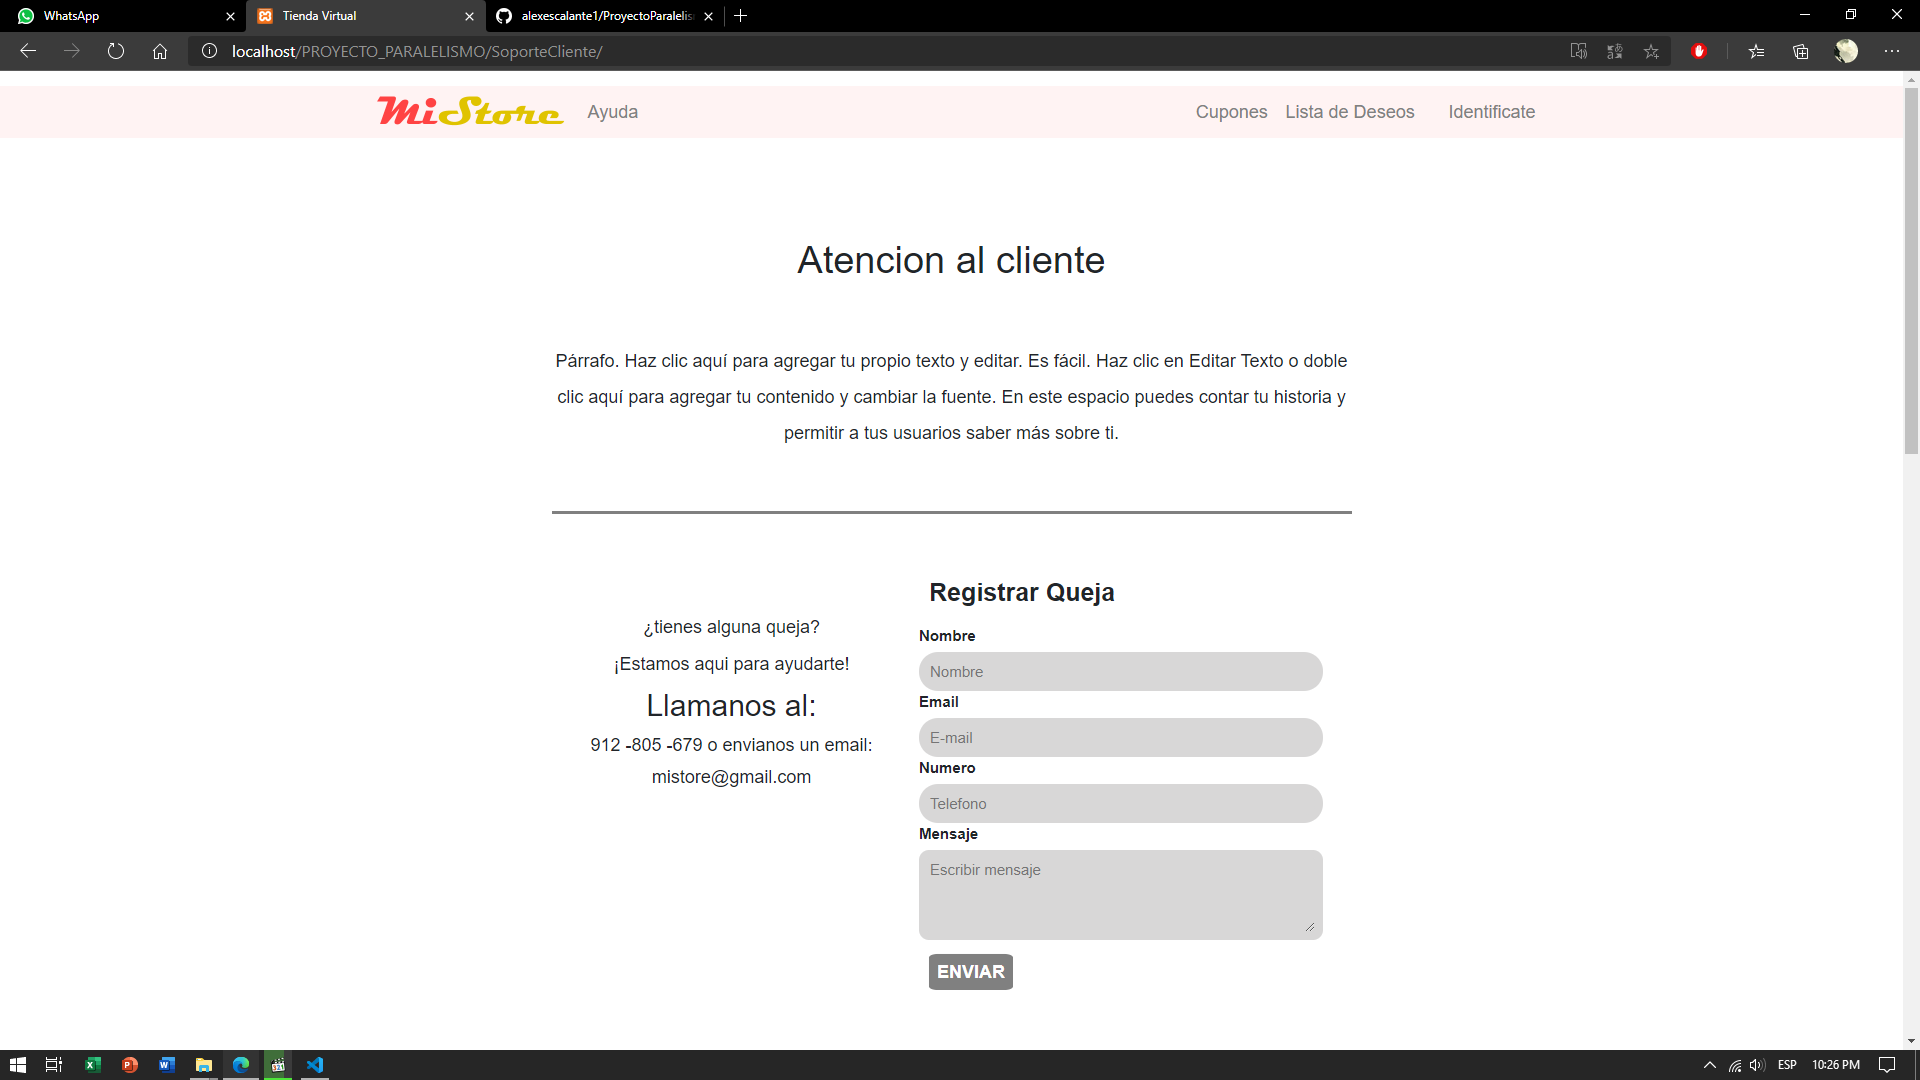 WhatsApp
Tienda Virtual
alexescalante1/ProyectoParalelis
localhost/PROYECTO_PARALELISMO/SoporteCliente/
MiStore Ayuda Cupones Lista de Deseos Identificate
Atencion al cliente
Párrafo. Haz clic aquí para agregar tu propio texto y editar. Es fácil. Haz clic en Editar Texto o doble
clic aquí para agregar tu contenido y cambiar la fuente. En este espacio puedes contar tu historia y
permitir a tus usuarios saber más sobre ti.
¿tienes alguna queja?
¡Estamos aqui para ayudarte!
Llamanos al:
912 -805 -679 o envianos un email:
mistore@gmail.com
Registrar Queja
Nombre
Nombre
Email
E-mail
Numero
Telefono
Mensaje
Escribir mensaje
ENVIAR
ESP 10:26 PM